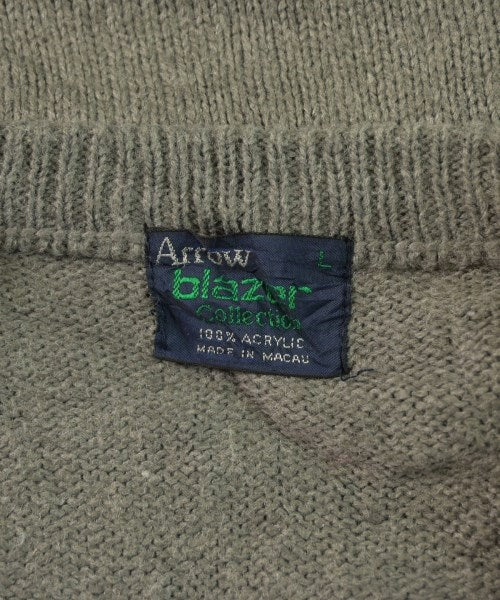 Arrow L
blazer
Collection
100% ACRYLIC
MADE IN MACAU